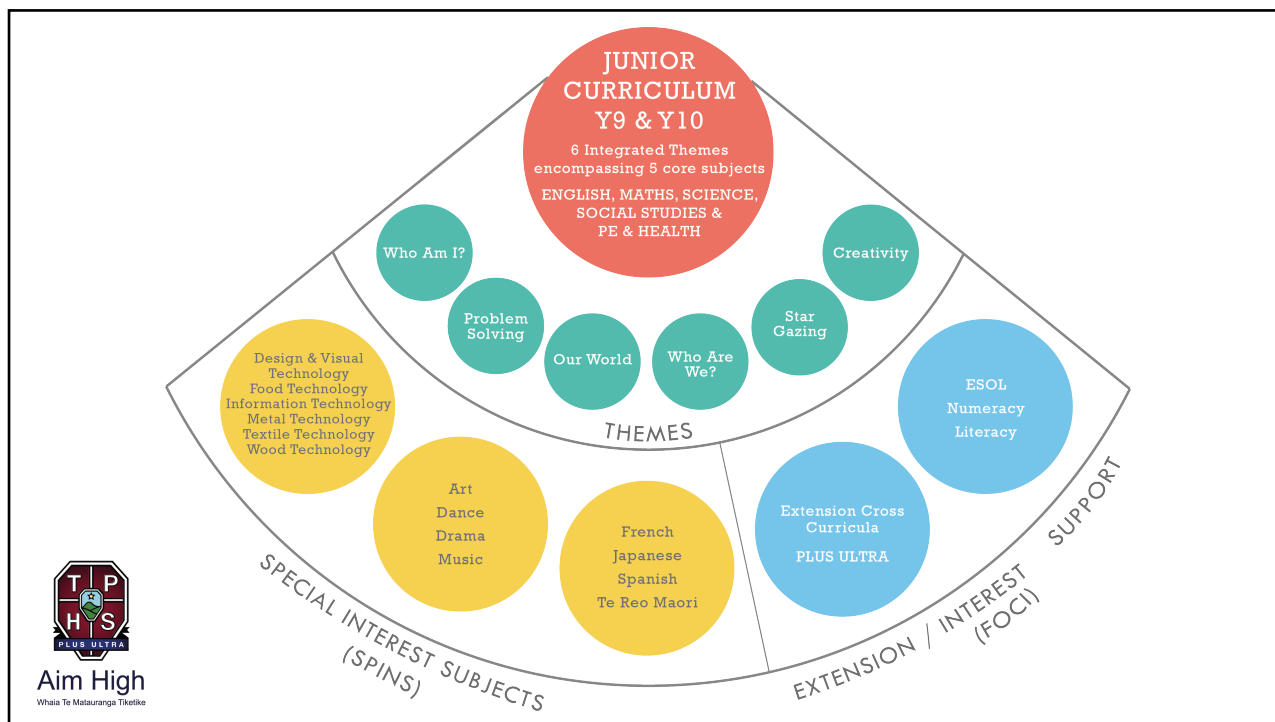 JUNIOR
CURRICULUM
Y9 & Y10
6 Integrated Themes
encompassing 5 core subjects
ENGLISH, MATHS, SCIENCE,
SOCIAL STUDIES &
PE & HEALTH
Who Am I?
Problem
Solving
Our World
Who Are
We?
Star
Gazing
Creativity
THEMES
Design & Visual
Technology
Food Technology
Information Technology
Metal Technology
Textile Technology
Wood Technology
Art
Dance
Drama
Music
French
Japanese
Spanish
Te Reo Maori
Extension Cross
Curricula
PLUS ULTRA
ESOL
Numeracy
Literacy
SPECIAL INTEREST SUBJECTS
(SPINS)
EXTENSION / INTEREST
(FOCI)
SUPPORT
T P
H S
PLUS ULTRA
Aim High
Whaia Te Matauranga Tiketike